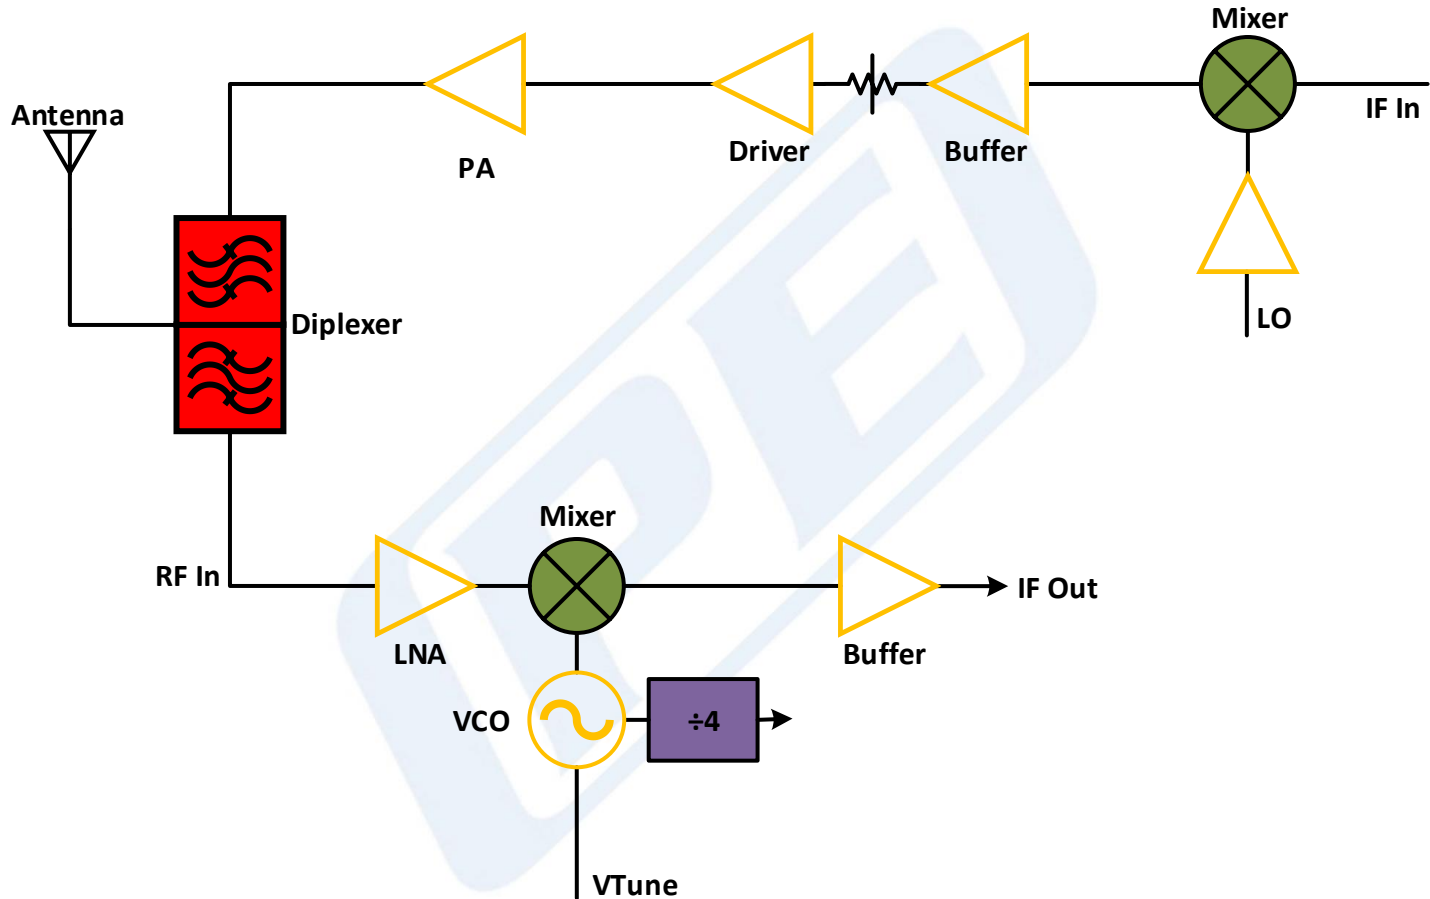 Mixer
IF In
Antenna
PA
Driver
Buffer
LO
Diplexer
Mixer
RF In
IF Out
LNA
Buffer
VCO
÷4
VTune
PEI